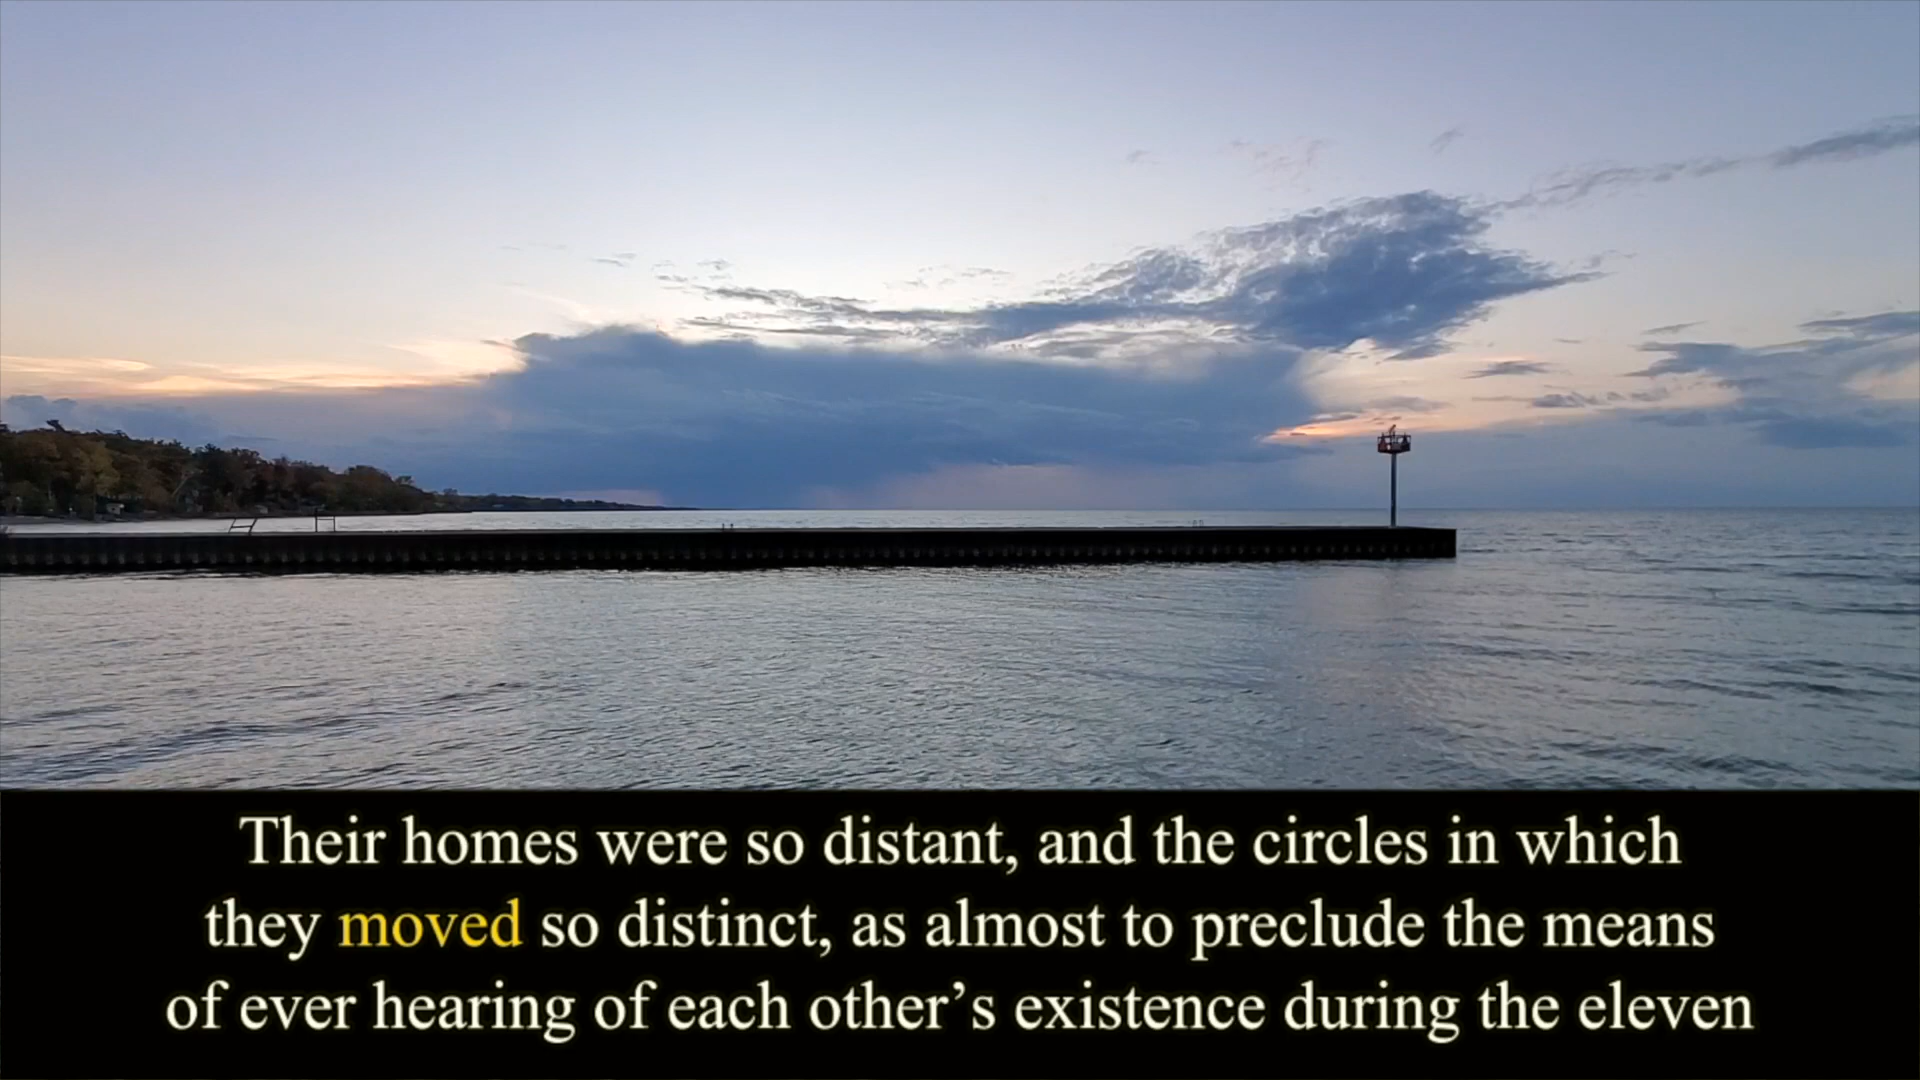 Their homes were so distant, and the circles in which
they moved so distinct, as almost to preclude the means
of ever hearing of each other’s existence during the eleven